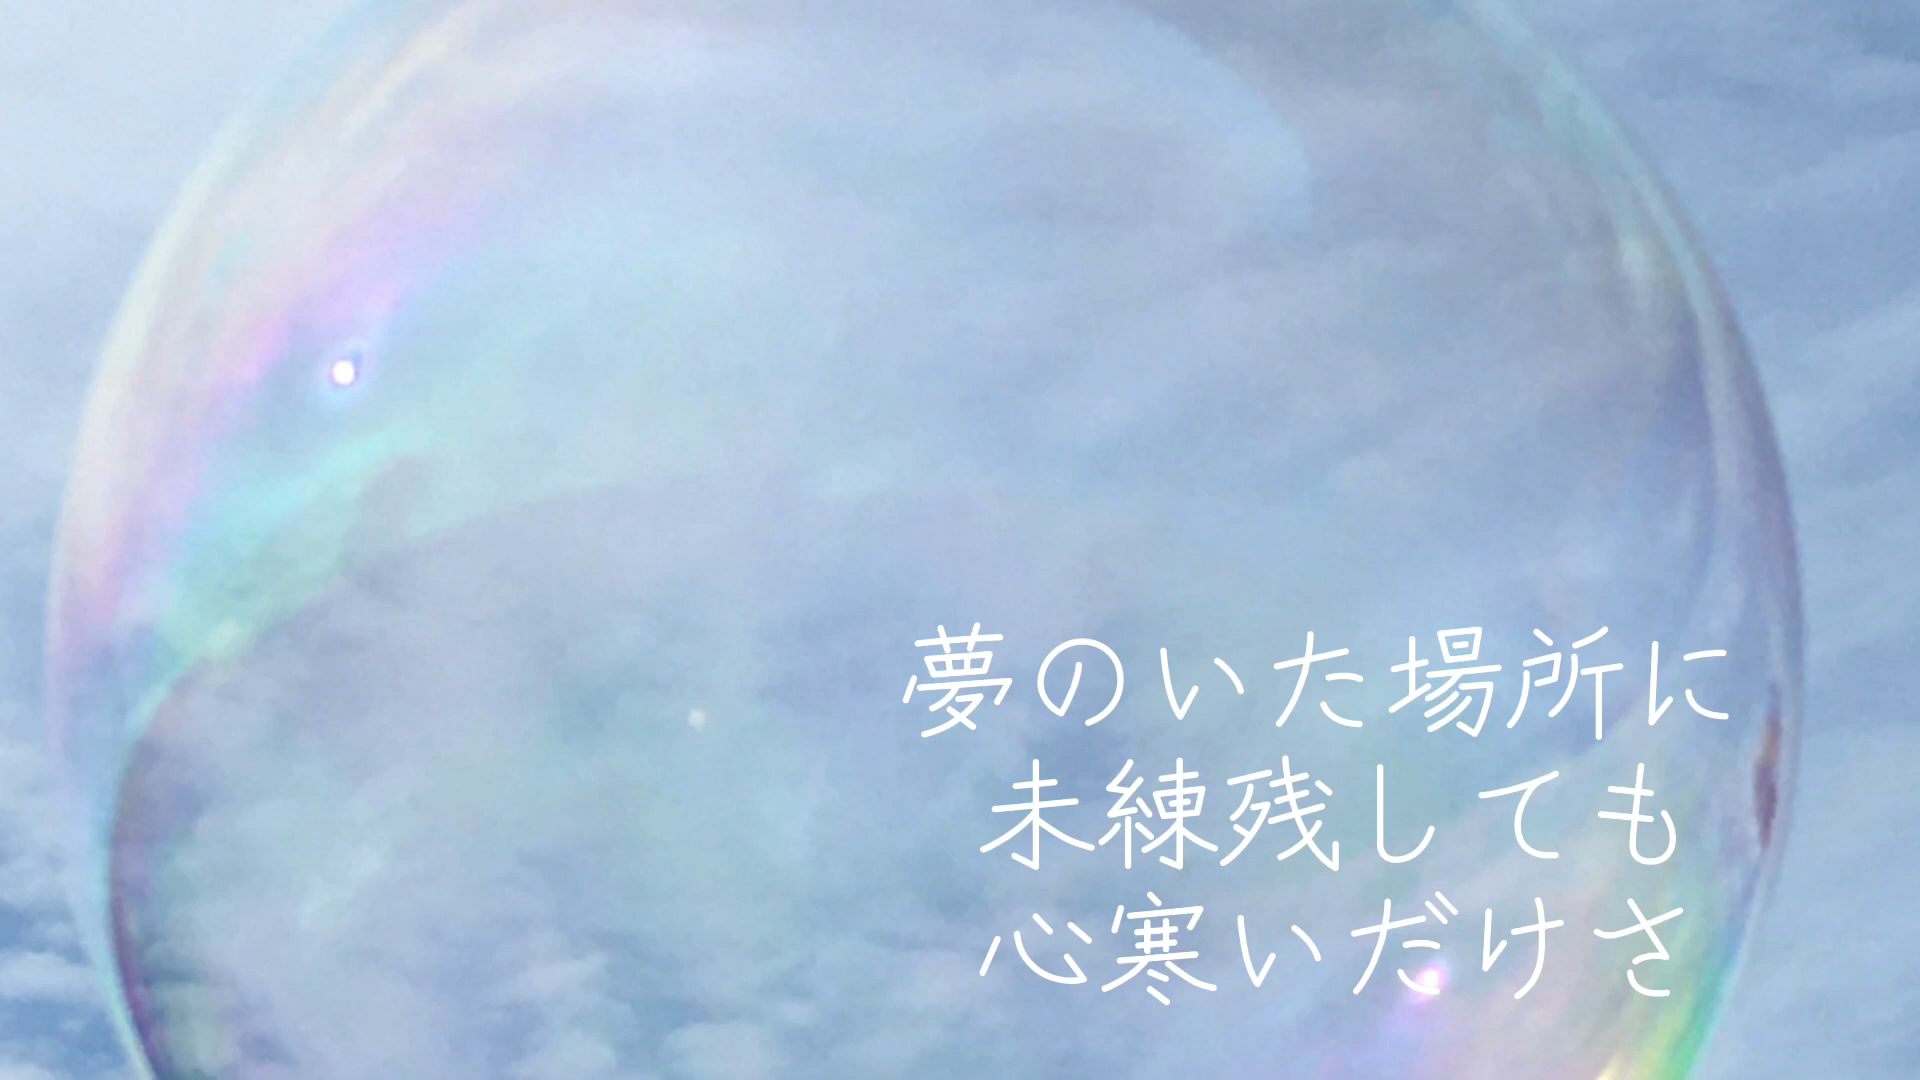 夢のいた場所に
未練残しても
心寒いだけさ